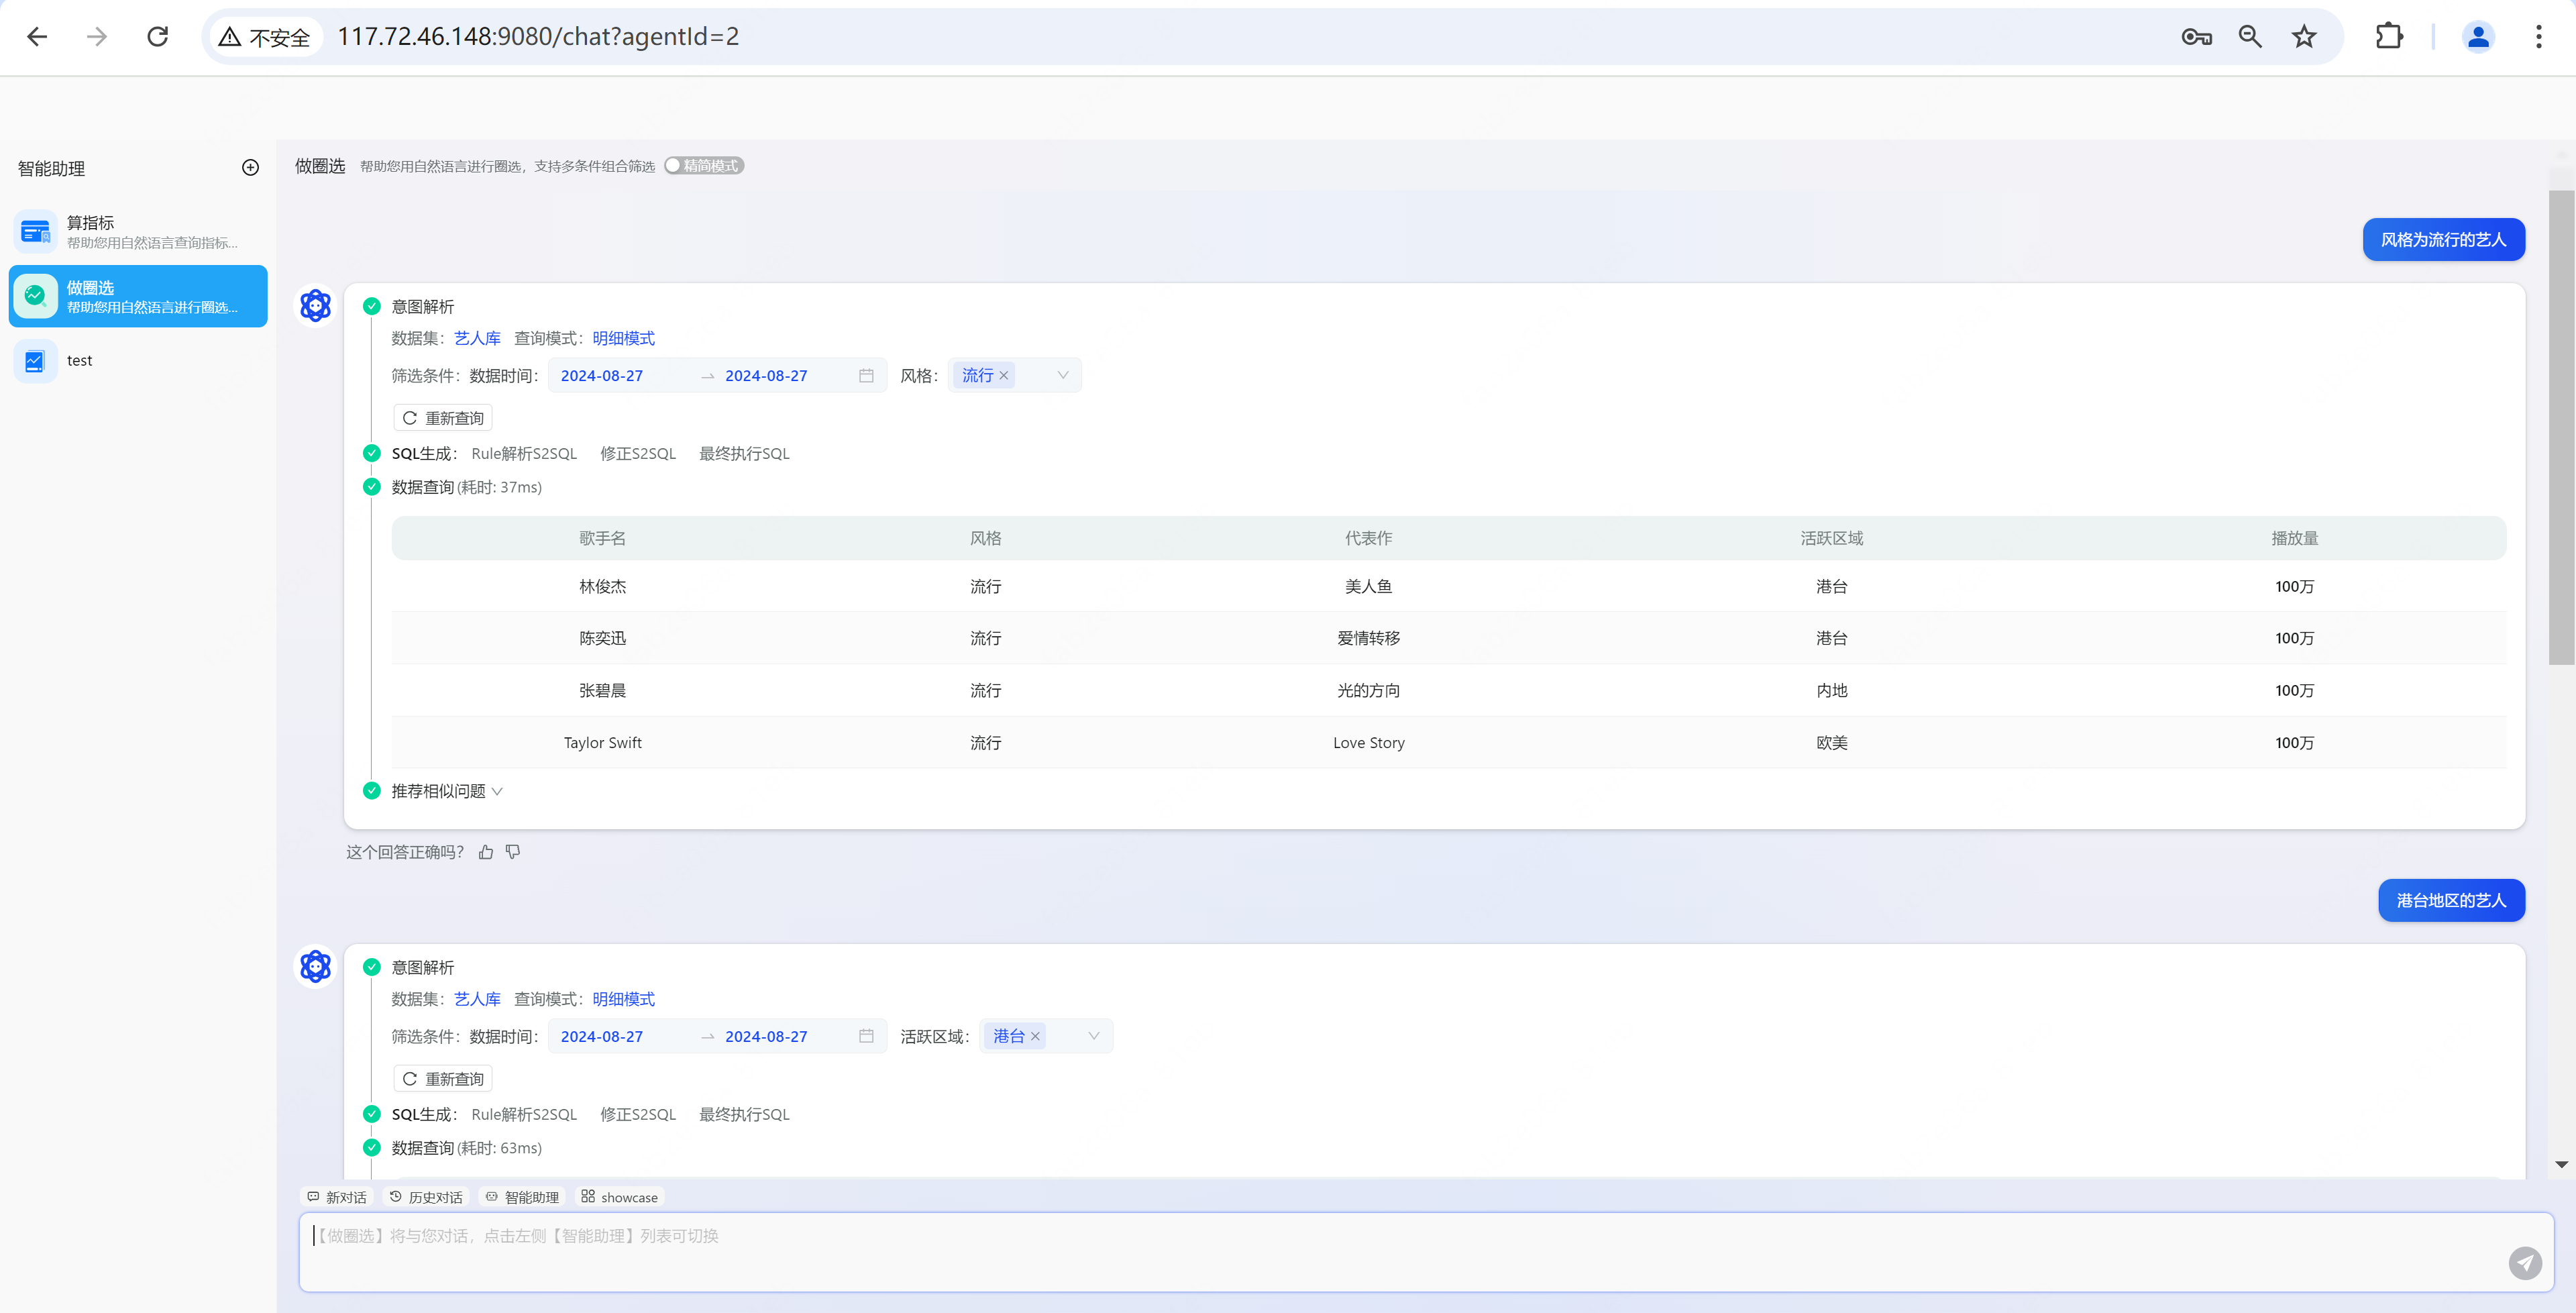 不安全 117.72.46.148:9080/chat?agentId=2
智能助理
算指标
帮助您用自然语言查询指标...
做圈选
帮助您用自然语言进行圈选...
test
做圈选 帮助您用自然语言进行圈选，支持多条件组合筛选 精简模式
风格为流行的艺人
意图解析
数据集：艺人库 查询模式：明细模式
筛选条件：数据时间：2024-08-27 → 2024-08-27 风格：流行 ×
重新查询
SQL生成： Rule解析S2SQL 修正S2SQL 最终执行SQL
数据查询(耗时: 37ms)
歌手名 风格 代表作 活跃区域 播放量
林俊杰 流行 美人鱼 港台 100万
陈奕迅 流行 爱情转移 港台 100万
张碧晨 流行 光的方向 内地 100万
Taylor Swift 流行 Love Story 欧美 100万
推荐相似问题
这个回答正确吗？
港台地区的艺人
意图解析
数据集：艺人库 查询模式：明细模式
筛选条件：数据时间：2024-08-27 → 2024-08-27 活跃区域：港台 ×
重新查询
SQL生成： Rule解析S2SQL 修正S2SQL 最终执行SQL
数据查询(耗时: 63ms)
新对话 历史对话 智能助理 showcase
【做圈选】将与您对话，点击左侧【智能助理】列表可切换